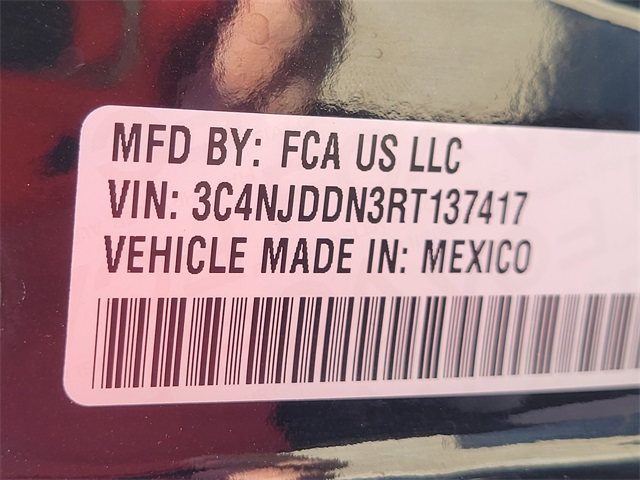 MFD BY: FCA US LLC
VIN: 3C4NJDDN3RT137417
VEHICLE MADE IN: MEXICO